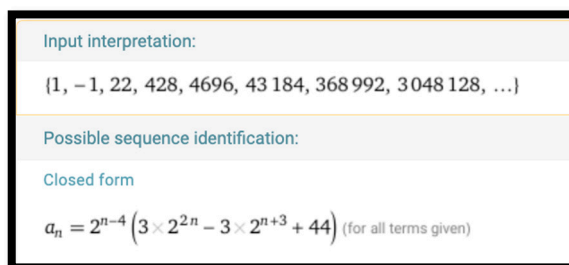 Input interpretation:
{1, −1, 22, 428, 4696, 43 184, 368 992, 3 048 128, …}
Possible sequence identification:
Closed form
aₙ = 2ⁿ⁻⁴ (3 × 2²ⁿ − 3 × 2ⁿ⁺³ + 44) (for all terms given)